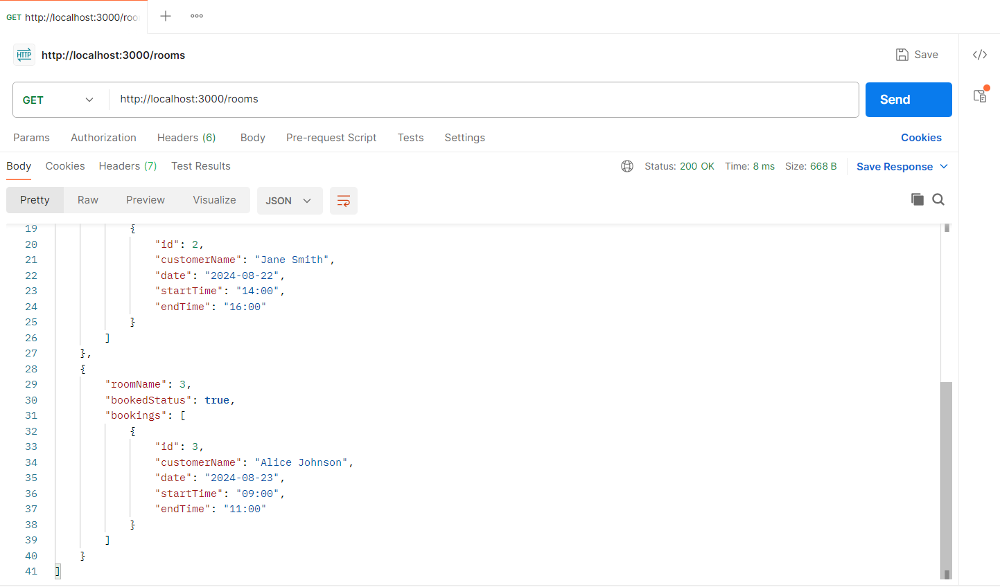 GET http://localhost:3000/roo
http://localhost:3000/rooms
Save
GET http://localhost:3000/rooms
Send
Params Authorization Headers (6) Body Pre-request Script Tests Settings Cookies
Body Cookies Headers (7) Test Results Status: 200 OK Time: 8 ms Size: 668 B Save Response
Pretty Raw Preview Visualize JSON
19 {
20 "id": 2,
21 "customerName": "Jane Smith",
22 "date": "2024-08-22",
23 "startTime": "14:00",
24 "endTime": "16:00"
25 }
26 ]
27 },
28 {
29 "roomName": 3,
30 "bookedStatus": true,
31 "bookings": [
32 {
33 "id": 3,
34 "customerName": "Alice Johnson",
35 "date": "2024-08-23",
36 "startTime": "09:00",
37 "endTime": "11:00"
38 }
39 ]
40 }
41 ]